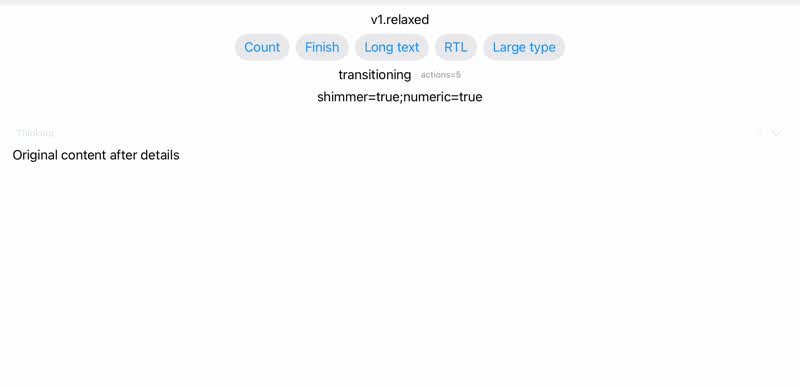 v1.relaxed
Count Finish Long text RTL Large type
transitioning actions=5
shimmer=true;numeric=true
Thinking
Original content after details